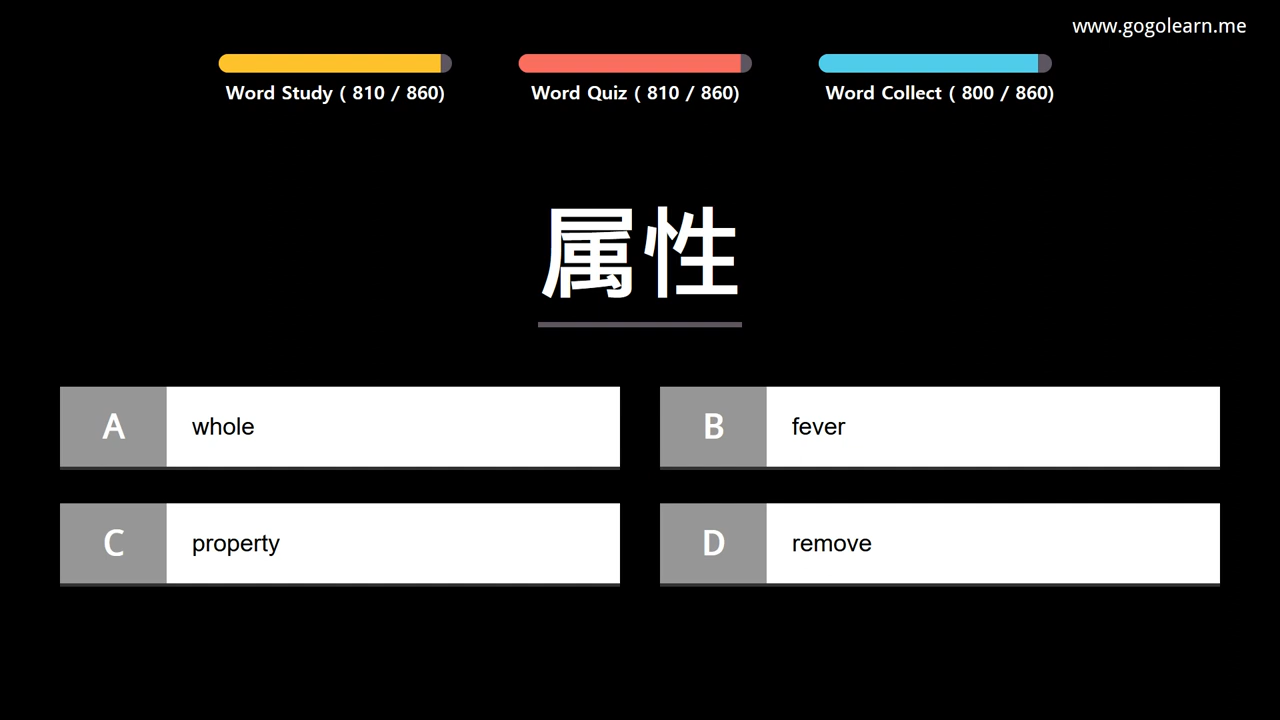 www.gogolearn.me
Word Study ( 810 / 860)
Word Quiz ( 810 / 860)
Word Collect ( 800 / 860)
属性
A whole
B fever
C property
D remove